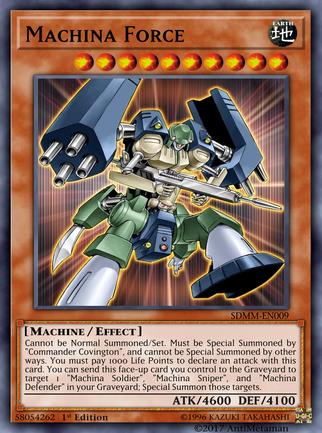 Machina Force
EARTH
地
SDMM-EN009
[Machine / Effect]
Cannot be Normal Summoned/Set. Must be Special Summoned by
"Commander Covington", and cannot be Special Summoned by other
ways. You must pay 1000 Life Points to declare an attack with this
card. You can send this face-up card you control to the Graveyard to
target 1 "Machina Soldier", "Machina Sniper", and "Machina
Defender" in your Graveyard; Special Summon those targets.
ATK/4600 DEF/4100
58054262 1st Edition ©1996 KAZUKI TAKAHASHI
©2017 AntiMetaman